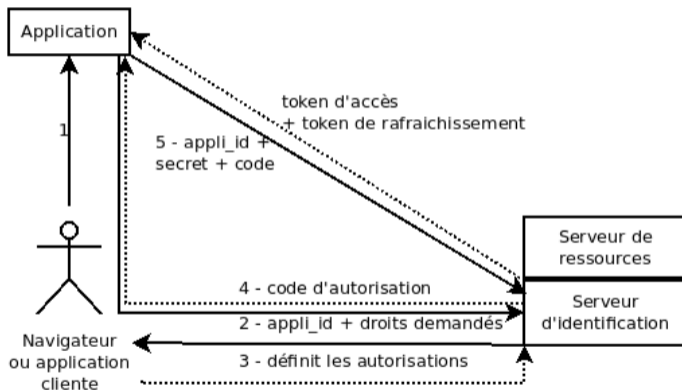 Application
token d'accès
+ token de rafraichissement
1
5 - appli_id +
secret + code
Serveur de
ressources
4 - code d'autorisation
Serveur
d'identification
2 - appli_id + droits demandés
Navigateur
ou application
cliente
3 - définit les autorisations